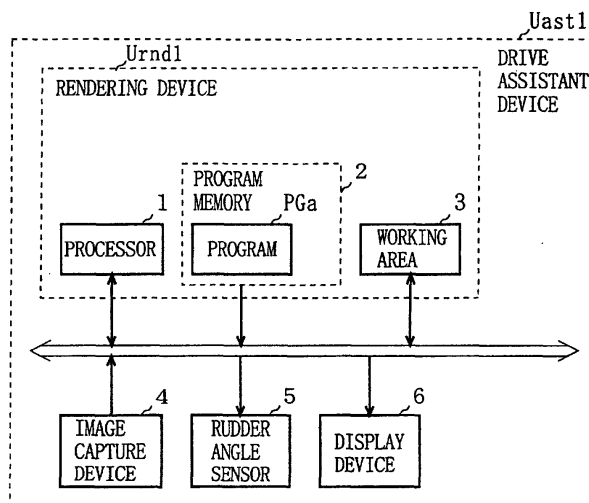 Uast1
Urnd1
DRIVE
ASSISTANT
DEVICE
RENDERING DEVICE
2
PROGRAM
MEMORY
1
PGa
3
PROCESSOR
PROGRAM
WORKING
AREA
4
5
6
IMAGE
CAPTURE
DEVICE
RUDDER
ANGLE
SENSOR
DISPLAY
DEVICE